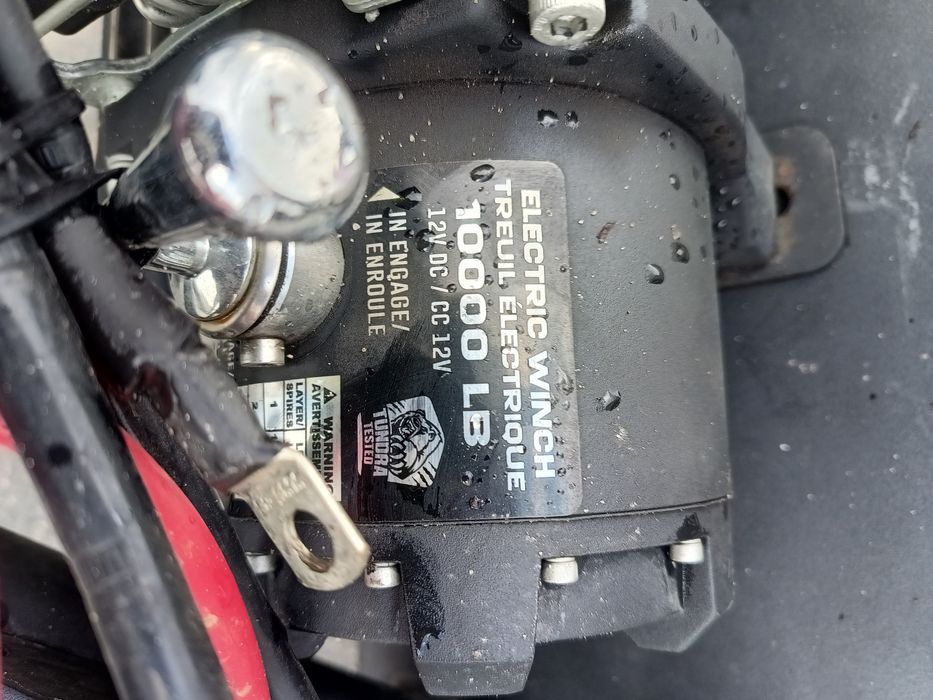 ELECTRIC WINCH
TREUIL ÉLECTRIQUE
10000 LB
12V DC / CC 12V
IN ENGAGE/
IN ENROULE
TUNDRA
TESTED
WARNING
AVERTISSEM
LAYER/
SPIRES
1
2